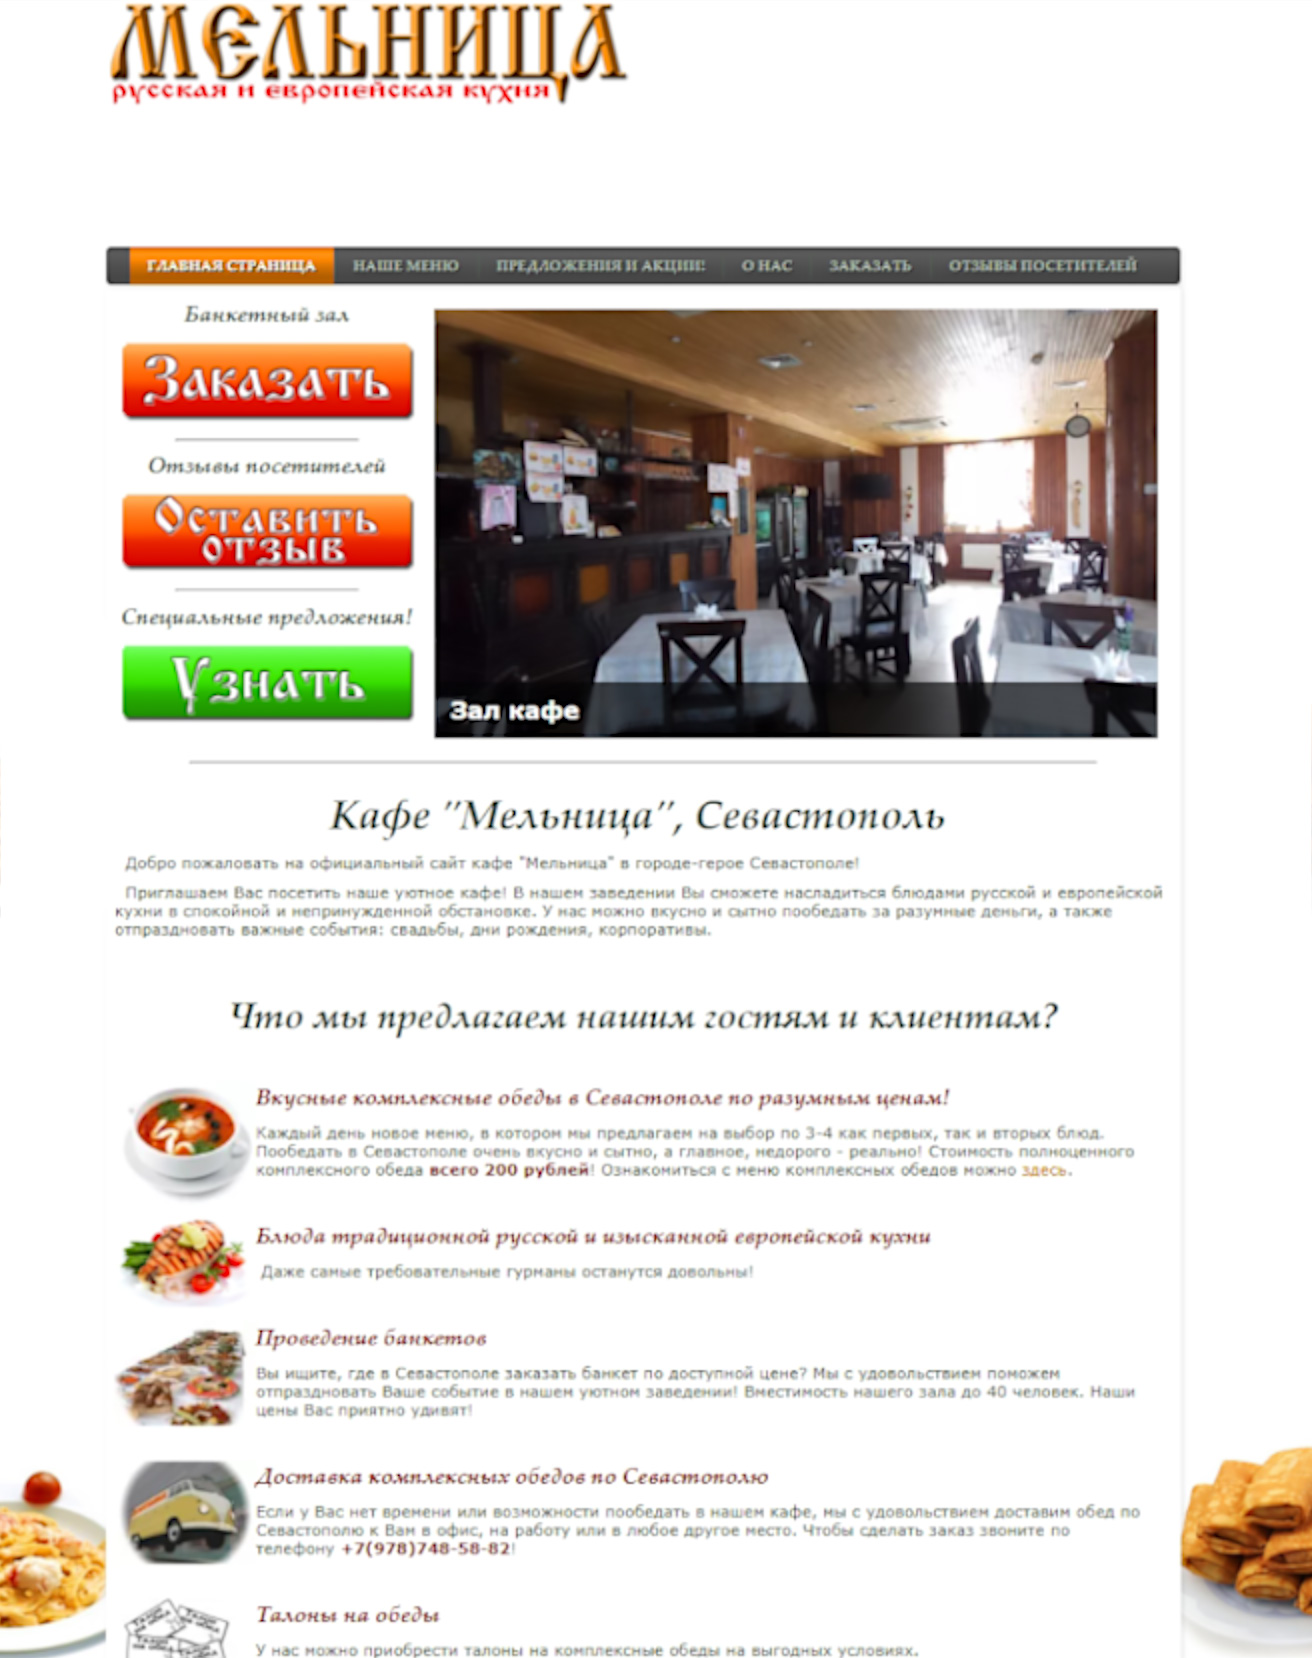 МЕЛЬНИЦА
русская и европейская кухня
ГЛАВНАЯ СТРАНИЦА НАШЕ МЕНЮ ПРЕДЛОЖЕНИЯ И АКЦИИ! О НАС ЗАКАЗАТЬ ОТЗЫВЫ ПОСЕТИТЕЛЕЙ
Банкетный зал
Заказать
Отзывы посетителей
Оставить
отзыв
Специальные предложения!
Узнать
Зал кафе
Кафе "Мельница", Севастополь
Добро пожаловать на официальный сайт кафе "Мельница" в городе-герое Севастополе!
Приглашаем Вас посетить наше уютное кафе! В нашем заведении Вы сможете насладиться блюдами русской и европейской
кухни в спокойной и непринужденной обстановке. У нас можно вкусно и сытно пообедать за разумные деньги, а также
отпраздновать важные события: свадьбы, дни рождения, корпоративы.
Что мы предлагаем нашим гостям и клиентам?
Вкусные комплексные обеды в Севастополе по разумным ценам!
Каждый день новое меню, в котором мы предлагаем на выбор по 3-4 как первых, так и вторых блюд.
Пообедать в Севастополе очень вкусно и сытно, а главное, недорого - реально! Стоимость полноценного
комплексного обеда всего 200 рублей! Ознакомиться с меню комплексных обедов можно здесь.
Блюда традиционной русской и изысканной европейской кухни
Даже самые требовательные гурманы останутся довольны!
Проведение банкетов
Вы ищите, где в Севастополе заказать банкет по доступной цене? Мы с удовольствием поможем
отпраздновать Ваше событие в нашем уютном заведении! Вместимость нашего зала до 40 человек. Наши
цены Вас приятно удивят!
Доставка комплексных обедов по Севастополю
Если у Вас нет времени или возможности пообедать в нашем кафе, мы с удовольствием доставим обед по
Севастополю к Вам в офис, на работу или в любое другое место. Чтобы сделать заказ звоните по
телефону +7(978)748-58-82!
Талоны на обеды
У нас можно приобрести талоны на комплексные обеды на выгодных условиях.